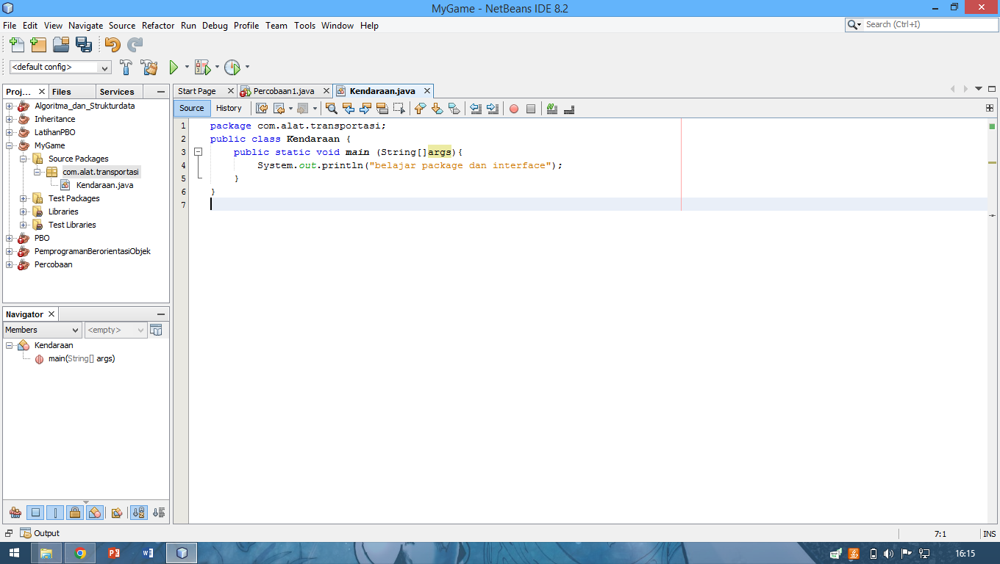 MyGame - NetBeans IDE 8.2
File Edit View Navigate Source Refactor Run Debug Profile Team Tools Window Help
Search (Ctrl+I)
<default config>
Proj... Files Services
Algoritma_dan_Strukturdata
Inheritance
LatihanPBO
MyGame
Source Packages
com.alat.transportasi
Kendaraan.java
Test Packages
Libraries
Test Libraries
PBO
PemprogramanBerorientasiObjek
Percobaan
Navigator
Members <empty>
Kendaraan
main(String[] args)
Start Page Percobaan1.java Kendaraan.java
Source History
1 package com.alat.transportasi;
2 public class Kendaraan {
3 public static void main (String[]args){
4 System.out.println("belajar package dan interface");
5 }
6 }
7
Output
7:1 INS
16:15